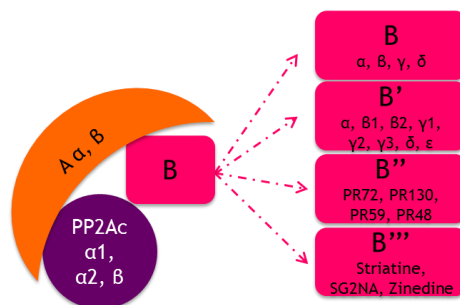 B
α, β, γ, δ
B'
α, β1, β2, γ1,
γ2, γ3, δ, ε
B''
PR72, PR130,
PR59, PR48
B'''
Striatine,
SG2NA, Zinedine
A α, β
B
PP2Ac
α1,
α2, β